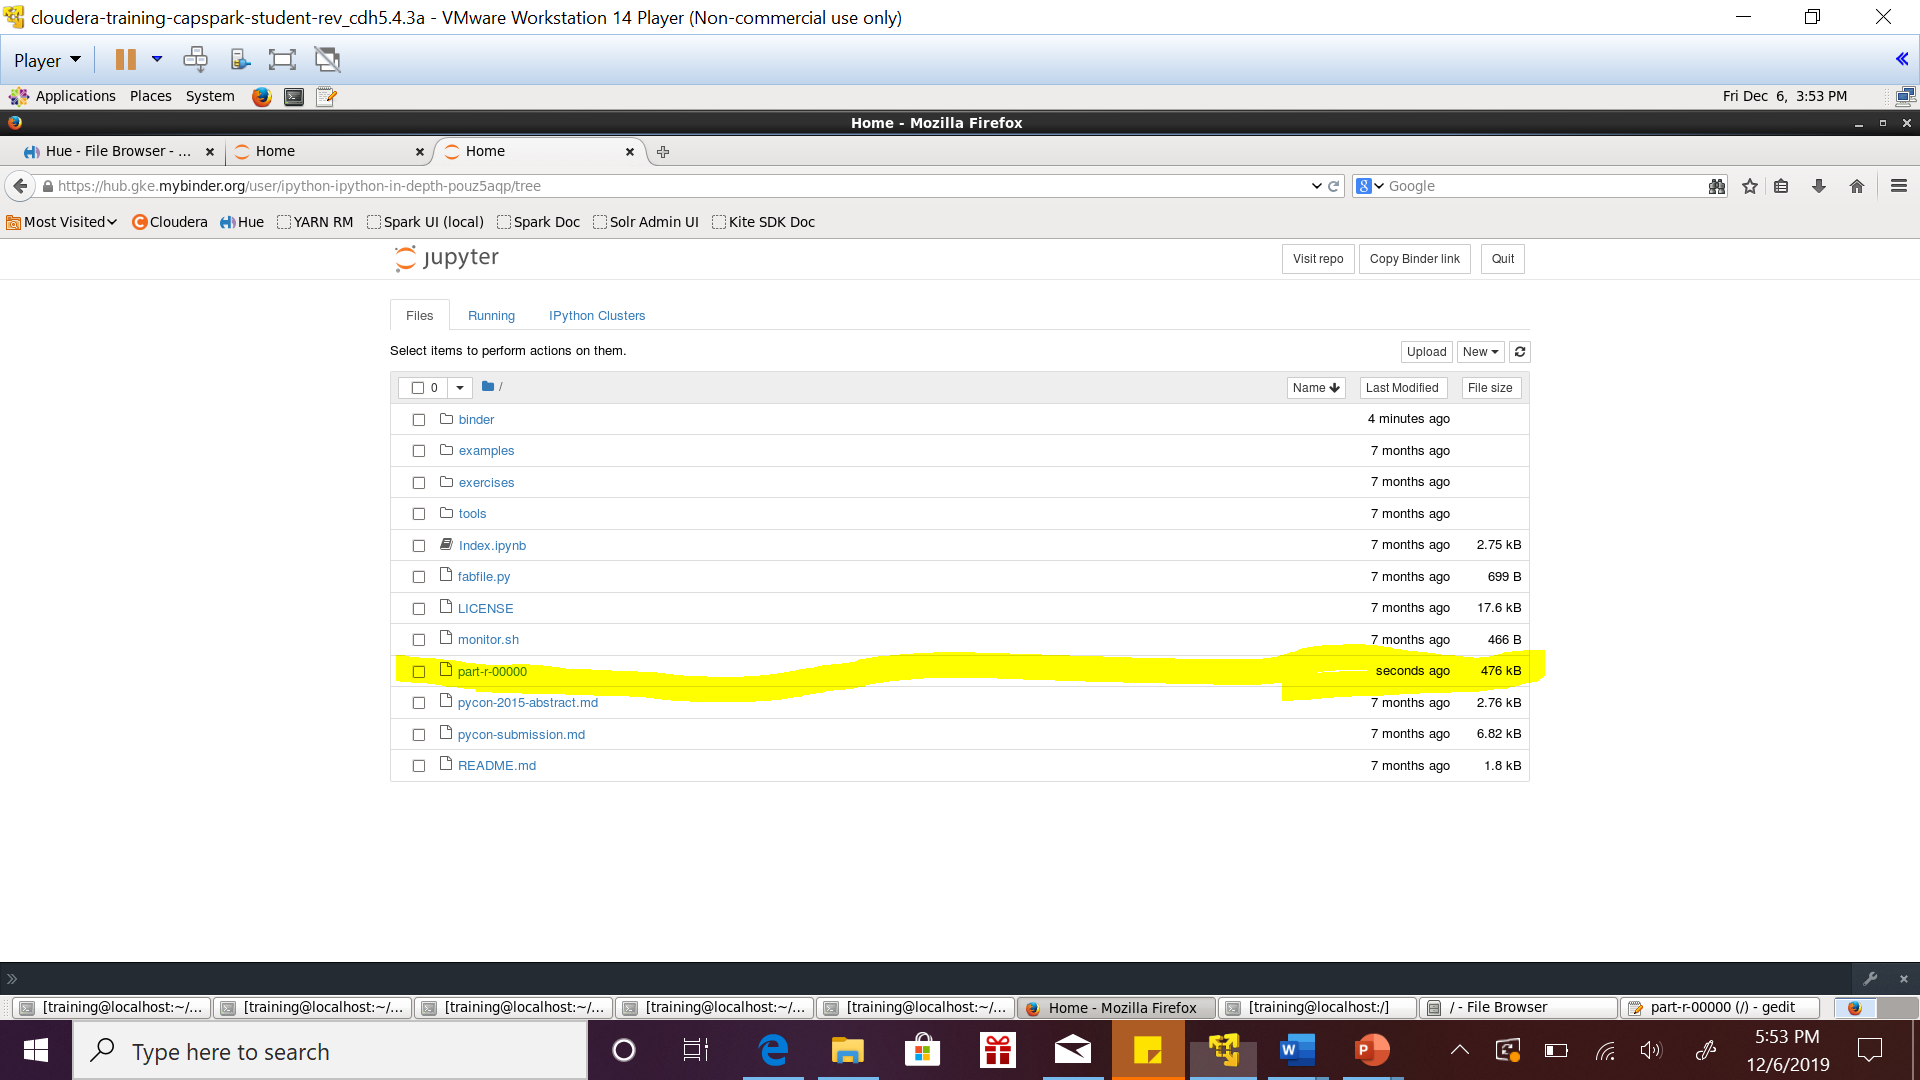 cloudera-training-capspark-student-rev_cdh5.4.3a - VMware Workstation 14 Player (Non-commercial use only)
Player
Applications Places System Fri Dec 6, 3:53 PM
Home - Mozilla Firefox
Hue - File Browser - ... Home Home
https://hub.gke.mybinder.org/user/ipython-ipython-in-depth-pouz5aqp/tree Google
Most Visited Cloudera Hue YARN RM Spark UI (local) Spark Doc Solr Admin UI Kite SDK Doc
jupyter Visit repo Copy Binder link Quit
Files Running IPython Clusters
Select items to perform actions on them. Upload New
0 / Name Last Modified File size
binder 4 minutes ago
examples 7 months ago
exercises 7 months ago
tools 7 months ago
Index.ipynb 7 months ago 2.75 kB
fabfile.py 7 months ago 699 B
LICENSE 7 months ago 17.6 kB
monitor.sh 7 months ago 466 B
part-r-00000 seconds ago 476 kB
pycon-2015-abstract.md 7 months ago 2.76 kB
pycon-submission.md 7 months ago 6.82 kB
README.md 7 months ago 1.8 kB
[training@localhost:~/... [training@localhost:~/... [training@localhost:~/... [training@localhost:~/... [training@localhost:~/... Home - Mozilla Firefox [training@localhost:/] / - File Browser part-r-00000 (/) - gedit
Type here to search 5:53 PM
12/6/2019